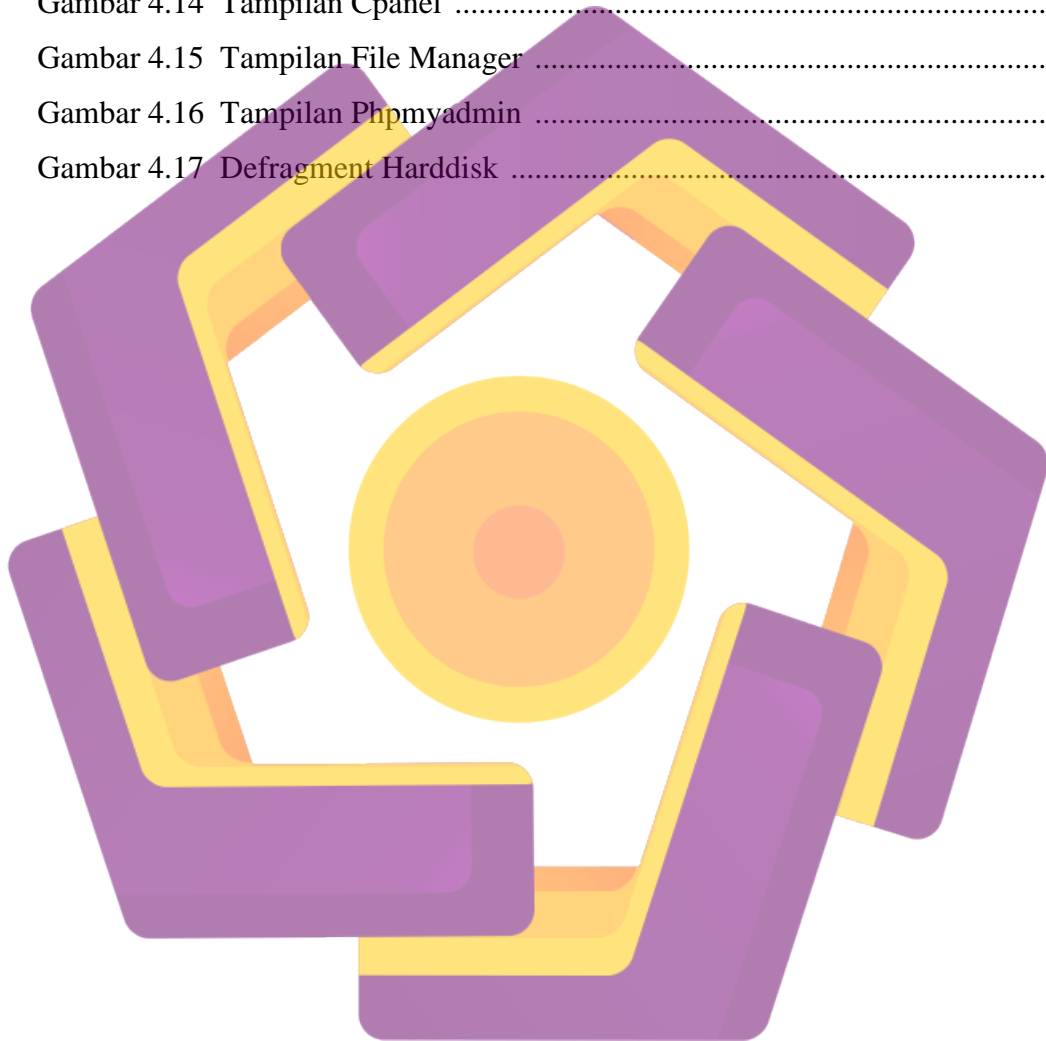 Gambar 4.14 Tampilan Cpanel ................................................................
Gambar 4.15 Tampilan File Manager .......................................................
Gambar 4.16 Tampilan Phpmyadmin .......................................................
Gambar 4.17 Defragment Harddisk ..........................................................